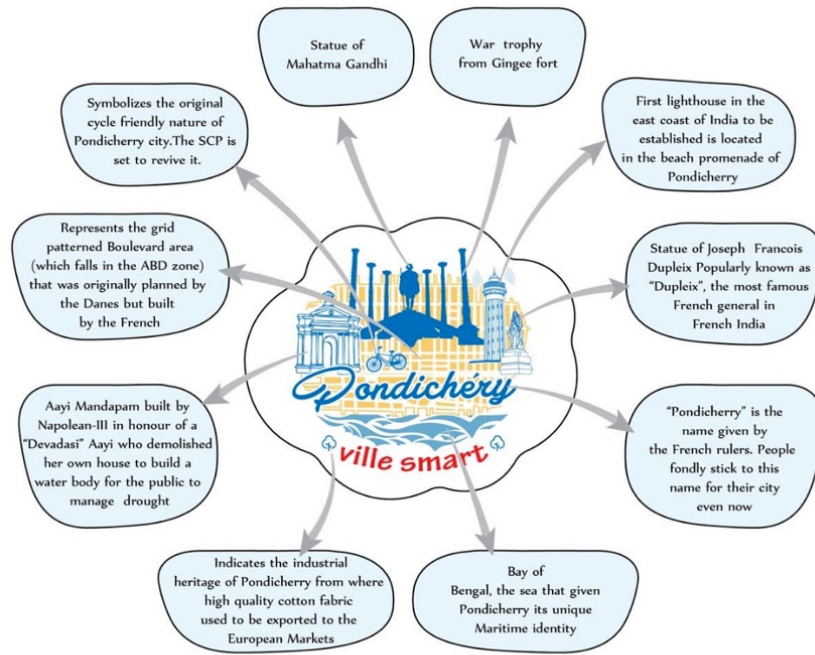 Statue of
Mahatma Gandhi
War trophy
from Gingee fort
Symbolizes the original
cycle friendly nature of
Pondicherry city.The SCP is
set to revive it.
First lighthouse in the
east coast of India to be
established is located
in the beach promenade of
Pondicherry
Represents the grid
patterned Boulevard area
(which falls in the ABD zone)
that was originally planned by
the Danes but built
by the French
Statue of Joseph Francois
Dupleix Popularly known as
"Dupleix", the most famous
French general in
French India
Pondichéry
ville smart
Aayi Mandapam built by
Napolean-III in honour of a
"Devadasi" Aayi who demolished
her own house to build a
water body for the public to
manage drought
"Pondicherry" is the
name given by
the French rulers. People
fondly stick to this
name for their city
even now
Indicates the industrial
heritage of Pondicherry from where
high quality cotton fabric
used to be exported to the
European Markets
Bay of
Bengal, the sea that given
Pondicherry its unique
Maritime identity